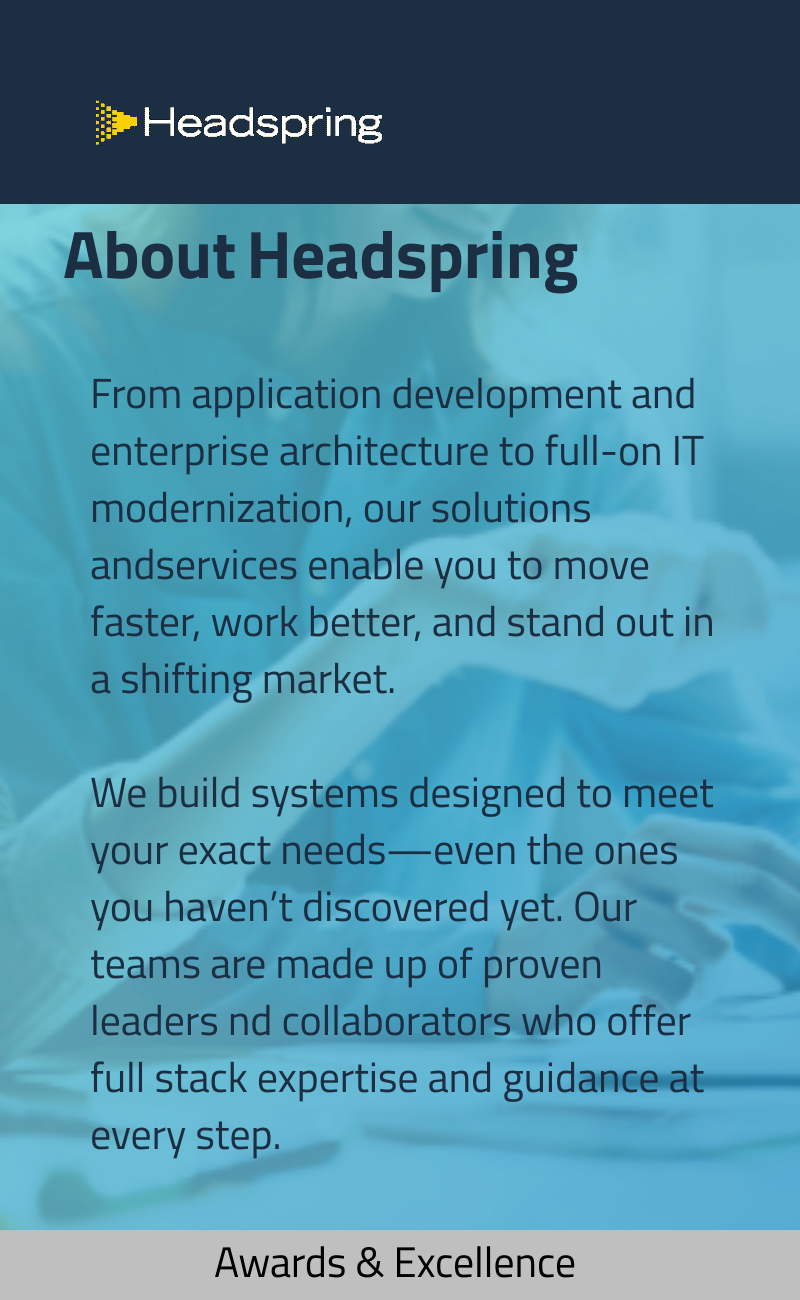 Headspring
About Headspring
From application development and
enterprise architecture to full-on IT
modernization, our solutions
andservices enable you to move
faster, work better, and stand out in
a shifting market.
We build systems designed to meet
your exact needs—even the ones
you haven’t discovered yet. Our
teams are made up of proven
leaders nd collaborators who offer
full stack expertise and guidance at
every step.
Awards & Excellence